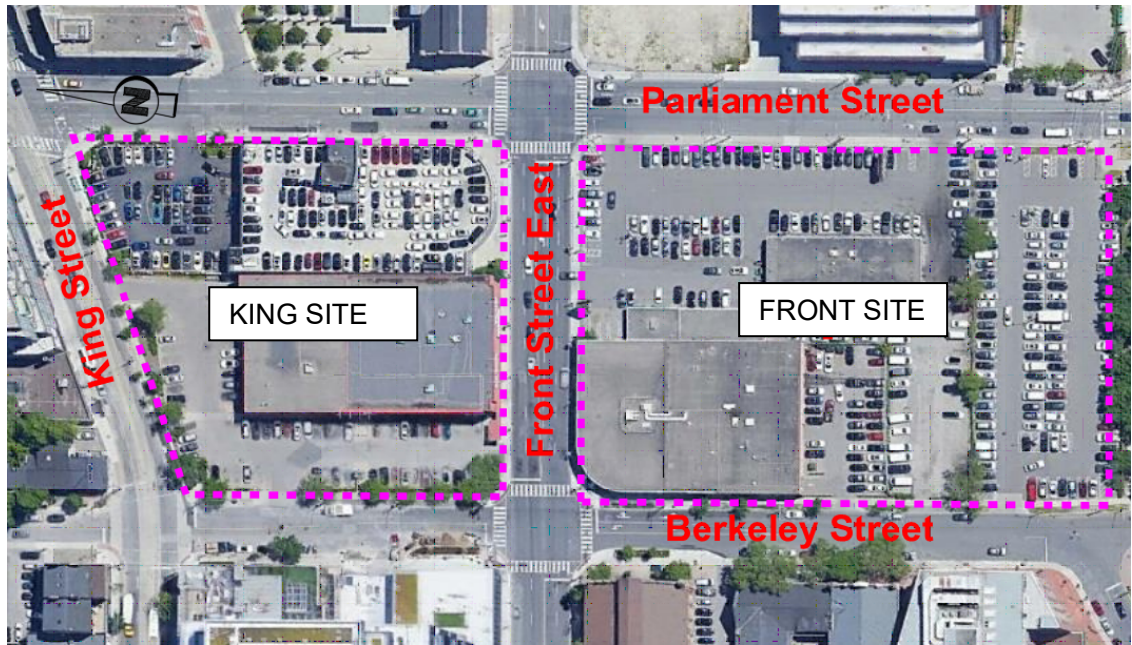 Parliament Street
N
King Street
Front Street East
KING SITE
FRONT SITE
Berkeley Street